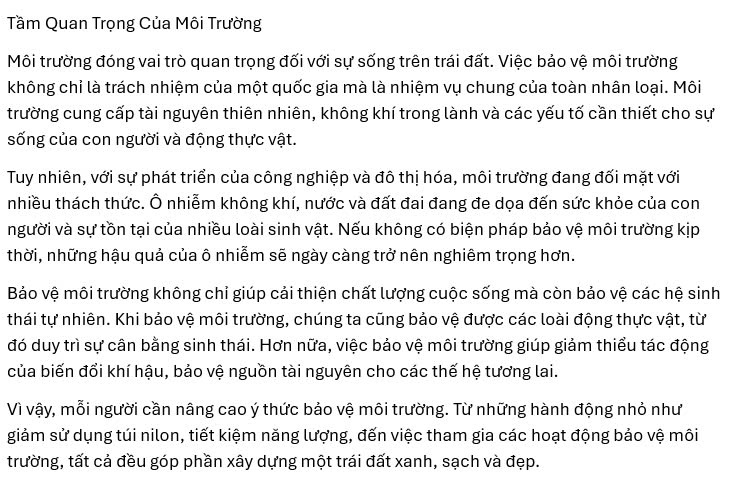 Tầm Quan Trọng Của Môi Trường
Môi trường đóng vai trò quan trọng đối với sự sống trên trái đất. Việc bảo vệ môi trường
không chỉ là trách nhiệm của một quốc gia mà là nhiệm vụ chung của toàn nhân loại. Môi
trường cung cấp tài nguyên thiên nhiên, không khí trong lành và các yếu tố cần thiết cho sự
sống của con người và động thực vật.
Tuy nhiên, với sự phát triển của công nghiệp và đô thị hóa, môi trường đang đối mặt với
nhiều thách thức. Ô nhiễm không khí, nước và đất đai đang đe dọa đến sức khỏe của con
người và sự tồn tại của nhiều loài sinh vật. Nếu không có biện pháp bảo vệ môi trường kịp
thời, những hậu quả của ô nhiễm sẽ ngày càng trở nên nghiêm trọng hơn.
Bảo vệ môi trường không chỉ giúp cải thiện chất lượng cuộc sống mà còn bảo vệ các hệ sinh
thái tự nhiên. Khi bảo vệ môi trường, chúng ta cũng bảo vệ được các loài động thực vật, từ
đó duy trì sự cân bằng sinh thái. Hơn nữa, việc bảo vệ môi trường giúp giảm thiểu tác động
của biến đổi khí hậu, bảo vệ nguồn tài nguyên cho các thế hệ tương lai.
Vì vậy, mỗi người cần nâng cao ý thức bảo vệ môi trường. Từ những hành động nhỏ như
giảm sử dụng túi nilon, tiết kiệm năng lượng, đến việc tham gia các hoạt động bảo vệ môi
trường, tất cả đều góp phần xây dựng một trái đất xanh, sạch và đẹp.